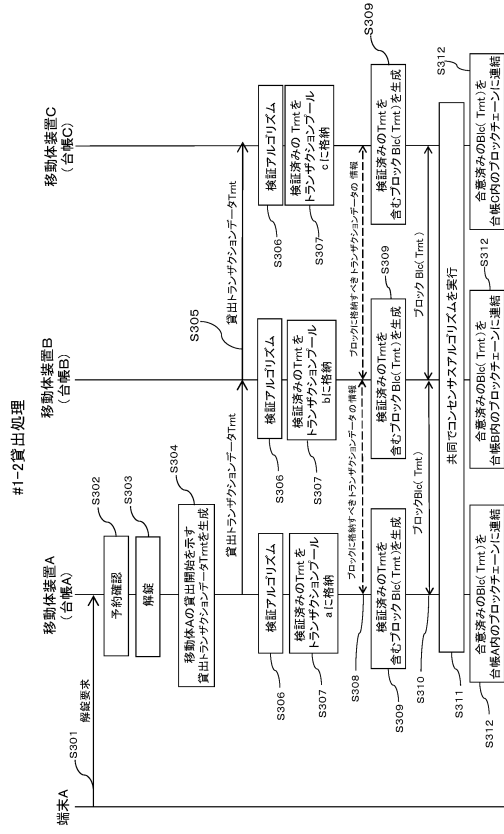 #1-2貸出処理
端末A
移動体装置A
(台帳A)
移動体装置B
(台帳B)
移動体装置C
(台帳C)
S301
解錠要求
S302
予約確認
S303
解錠
S304
移動体Aの貸出開始を示す
貸出トランザクションデータTrntを生成
S305
貸出トランザクションデータTrnt
貸出トランザクションデータTrnt
検証アルゴリズム
S306
検証アルゴリズム
S306
検証アルゴリズム
S306
検証済みのTrntを
トランザクションプール
aに格納
S307
検証済みのTrntを
トランザクションプール
bに格納
S307
検証済みのTrntを
トランザクションプール
cに格納
S307
S308
ブロックに格納すべきトランザクションデータの情報
ブロックに格納すべきトランザクションデータの情報
検証済みのTrntを
含むブロックBlc(Trnt)を生成
S309
検証済みのTrntを
含むブロックBlc(Trnt)を生成
S309
検証済みのTrntを
含むブロックBlc(Trnt)を生成
S309
S310
ブロックBlc(Trnt)
ブロックBlc(Trnt)
S311
共同でコンセンサスアルゴリズムを実行
合意済みのBlc(Trnt)を
台帳A内のブロックチェーンに連結
S312
合意済みのBlc(Trnt)を
台帳B内のブロックチェーンに連結
S312
合意済みのBlc(Trnt)を
台帳C内のブロックチェーンに連結
S312